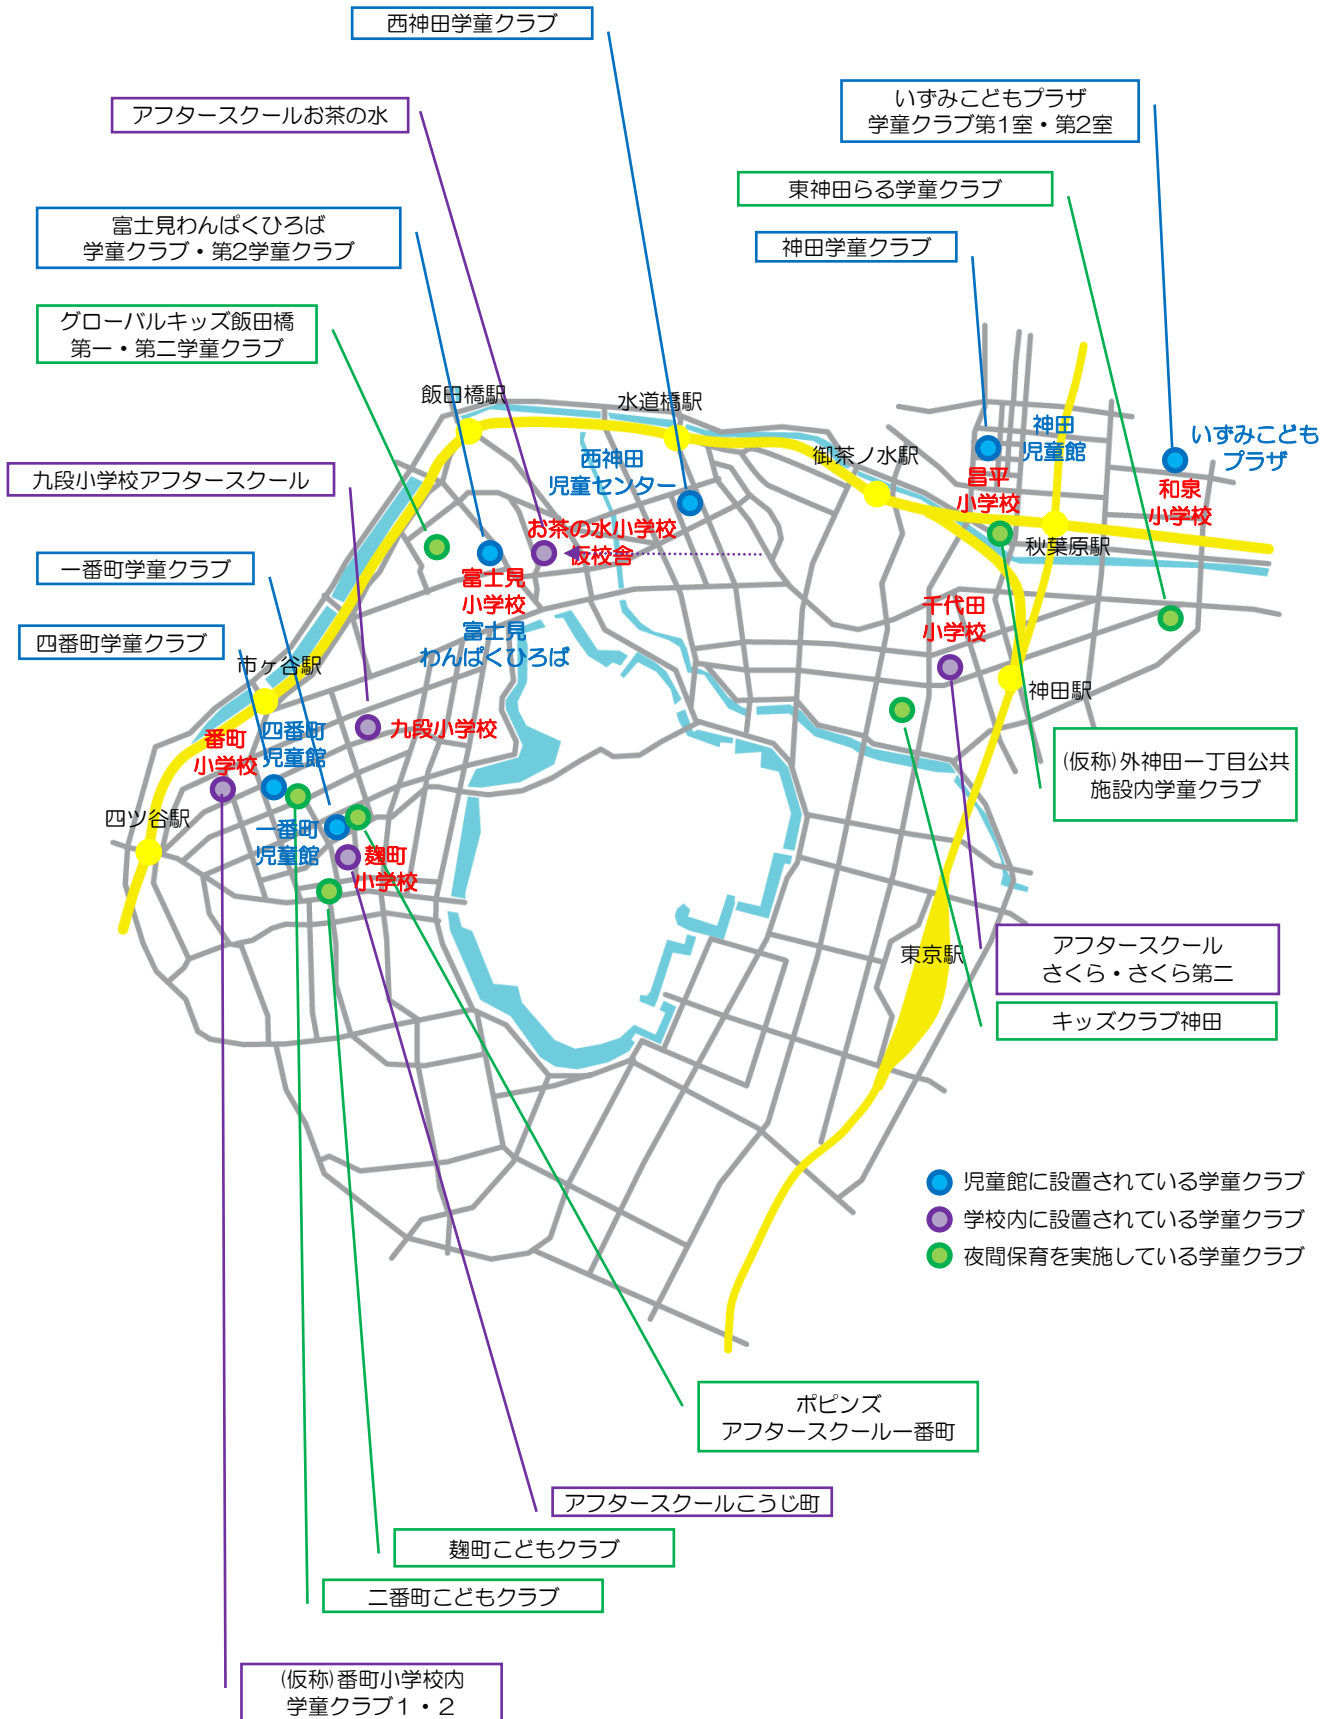 西神田学童クラブ
アフタースクールお茶の水
いずみこどもプラザ
学童クラブ第1室・第2室
東神田らる学童クラブ
富士見わんぱくひろば
学童クラブ・第2学童クラブ
神田学童クラブ
グローバルキッズ飯田橋
第一・第二学童クラブ
飯田橋駅
水道橋駅
神田
児童館
いずみこども
プラザ
御茶ノ水駅
西神田
児童センター
九段小学校アフタースクール
昌平
小学校
和泉
小学校
お茶の水小学校
仮校舎
秋葉原駅
一番町学童クラブ
富士見
小学校
富士見
わんぱくひろば
千代田
小学校
四番町学童クラブ
市ヶ谷駅
神田駅
九段小学校
四番町
児童館
番町
小学校
(仮称)外神田一丁目公共
施設内学童クラブ
四ツ谷駅
一番町
児童館
麹町
小学校
東京駅
アフタースクール
さくら・さくら第二
キッズクラブ神田
児童館に設置されている学童クラブ
学校内に設置されている学童クラブ
夜間保育を実施している学童クラブ
ポピンズ
アフタースクール一番町
アフタースクールこうじ町
麹町こどもクラブ
二番町こどもクラブ
(仮称)番町小学校内
学童クラブ１・２